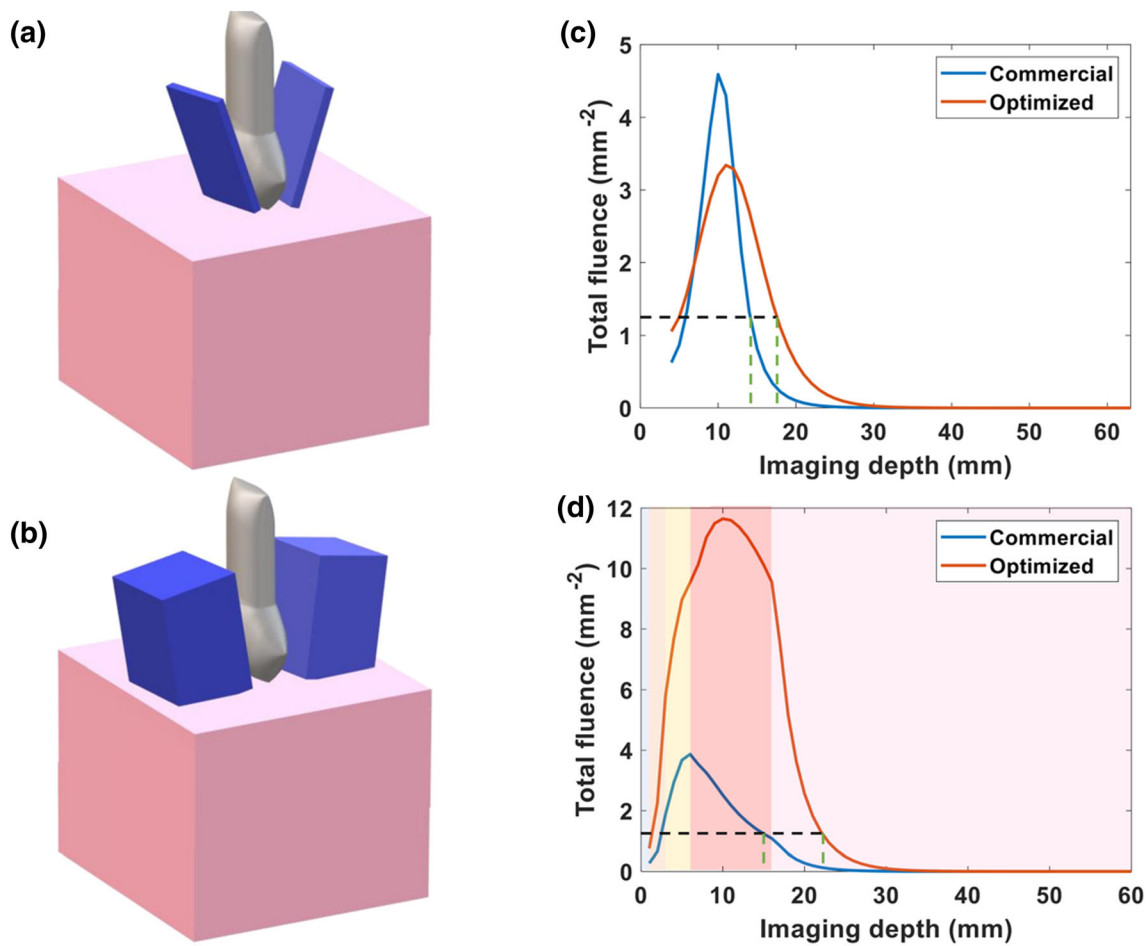 (a)
(b)
(c)
Total fluence (mm-2)
5
4
3
2
1
0
0 10 20 30 40 50 60
Imaging depth (mm)
Commercial
Optimized
(d)
Total fluence (mm-2)
12
10
8
6
4
2
0
0 10 20 30 40 50 60
Imaging depth (mm)
Commercial
Optimized